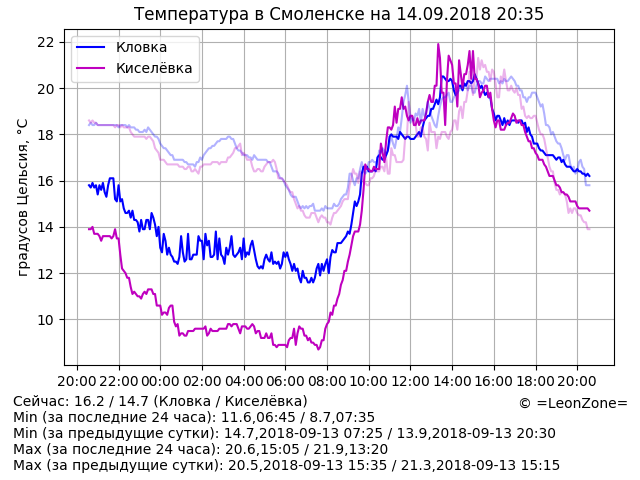 Температура в Смоленске на 14.09.2018 20:35
Кловка
Киселёвка
градусов Цельсия, °C
22
20
18
16
14
12
10
20:00 22:00 00:00 02:00 04:00 06:00 08:00 10:00 12:00 14:00 16:00 18:00 20:00
Сейчас: 16.2 / 14.7 (Кловка / Киселёвка)
© =LeonZone=
Min (за последние 24 часа): 11.6,06:45 / 8.7,07:35
Min (за предыдущие сутки): 14.7,2018-09-13 07:25 / 13.9,2018-09-13 20:30
Max (за последние 24 часа): 20.6,15:05 / 21.9,13:20
Max (за предыдущие сутки): 20.5,2018-09-13 15:35 / 21.3,2018-09-13 15:15